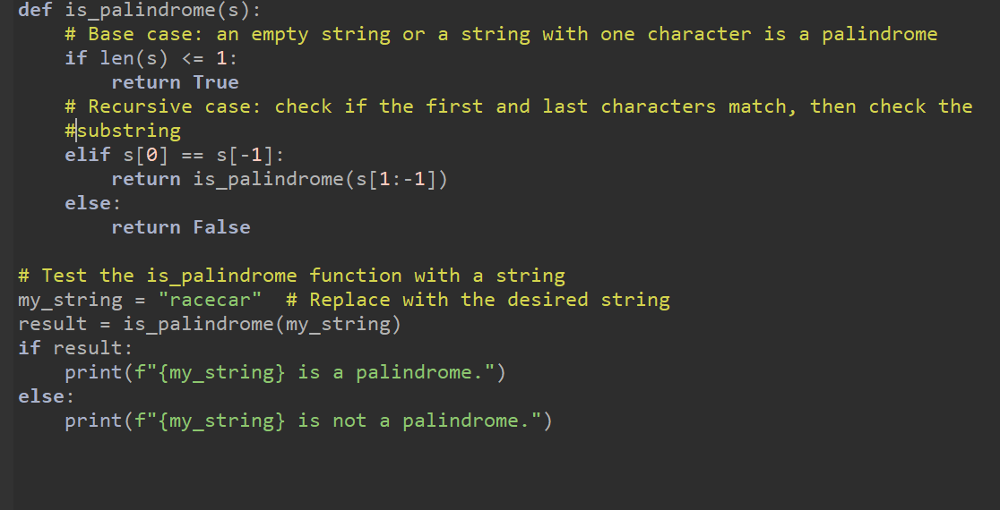 def is_palindrome(s):
    # Base case: an empty string or a string with one character is a palindrome
    if len(s) <= 1:
        return True
    # Recursive case: check if the first and last characters match, then check the
    #substring
    elif s[0] == s[-1]:
        return is_palindrome(s[1:-1])
    else:
        return False

# Test the is_palindrome function with a string
my_string = "racecar"  # Replace with the desired string
result = is_palindrome(my_string)
if result:
    print(f"{my_string} is a palindrome.")
else:
    print(f"{my_string} is not a palindrome.")